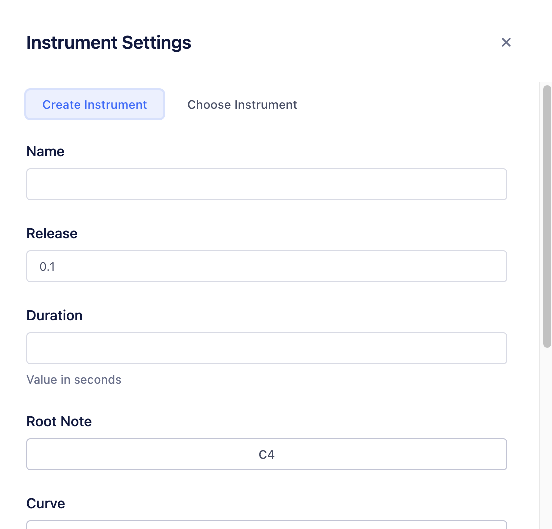 Instrument Settings
Create Instrument
Choose Instrument
Name
Release
0.1
Duration
Value in seconds
Root Note
C4
Curve